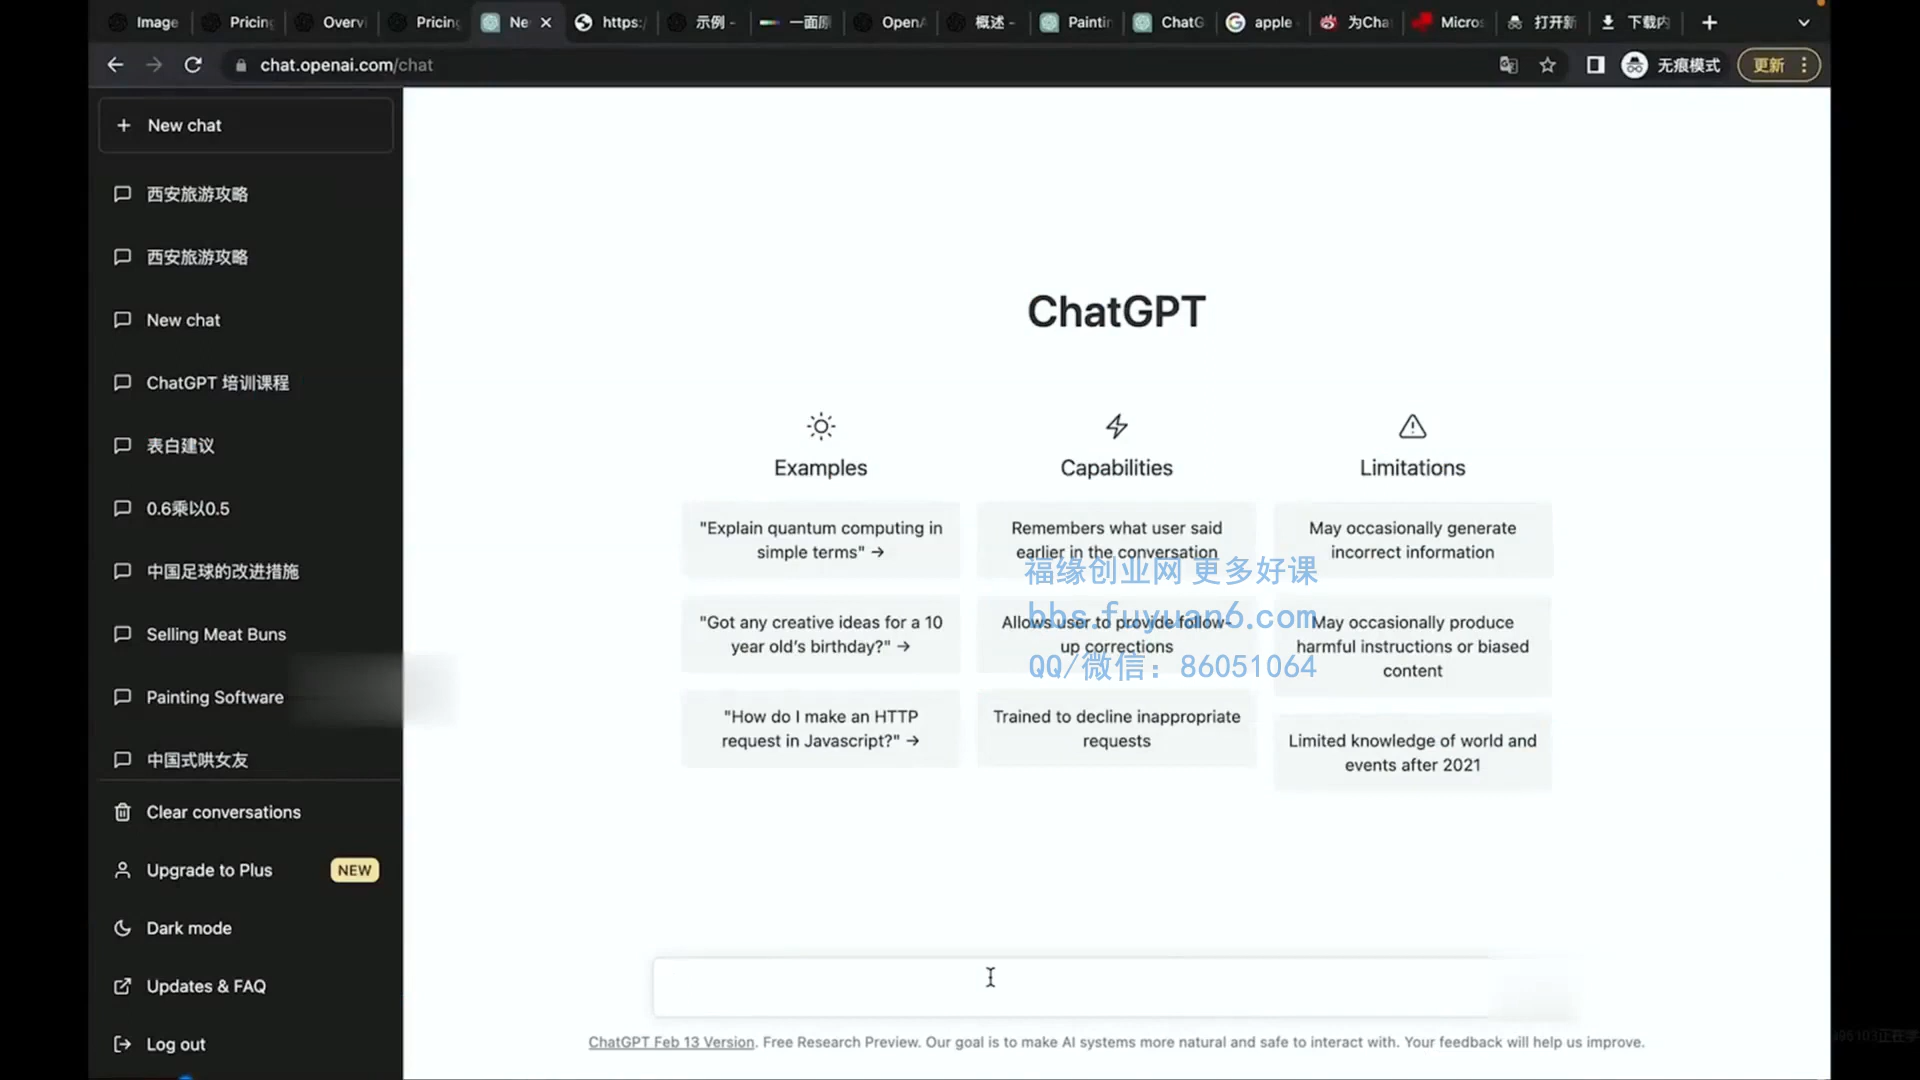 Image
Pricing
Overvi
Pricing
Ne
https:/
示例 -
一面原
OpenA
概述 -
Paintin
ChatG
apple
为Cha
Micros
打开新
下载内
chat.openai.com/chat
无痕模式
更新
New chat
西安旅游攻略
西安旅游攻略
New chat
ChatGPT 培训课程
表白建议
0.6乘以0.5
中国足球的改进措施
Selling Meat Buns
Painting Software
中国式哄女友
Clear conversations
Upgrade to Plus
NEW
Dark mode
Updates & FAQ
Log out
ChatGPT
Examples
"Explain quantum computing in
simple terms" →
"Got any creative ideas for a 10
year old's birthday?" →
"How do I make an HTTP
request in Javascript?" →
Capabilities
Remembers what user said
earlier in the conversation
Allows user to provide follow-
up corrections
Trained to decline inappropriate
requests
Limitations
May occasionally generate
incorrect information
May occasionally produce
harmful instructions or biased
content
Limited knowledge of world and
events after 2021
福缘创业网 更多好课
bbs.fuyuan6.com
QQ/微信：86051064
ChatGPT Feb 13 Version. Free Research Preview. Our goal is to make AI systems more natural and safe to interact with. Your feedback will help us improve.